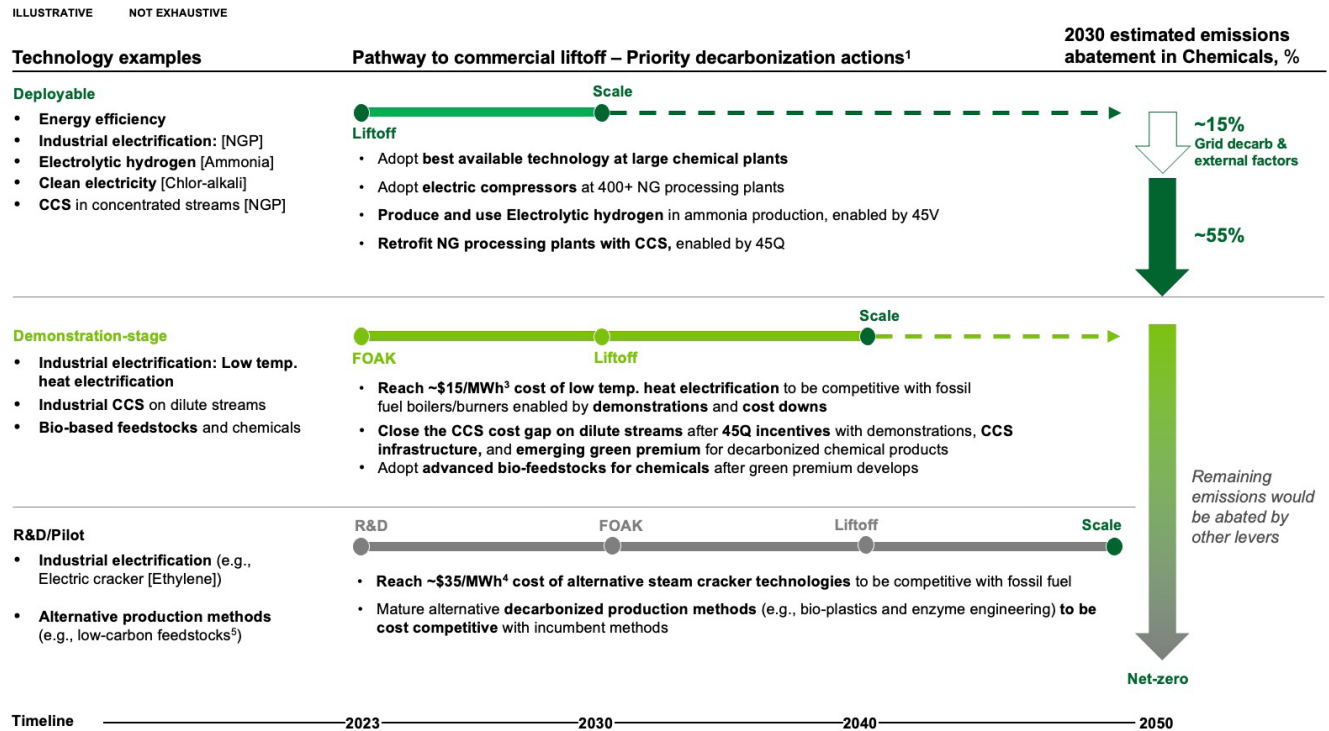 ILLUSTRATIVE NOT EXHAUSTIVE
Technology examples
Pathway to commercial liftoff – Priority decarbonization actions¹
2030 estimated emissions
abatement in Chemicals, %
Deployable
• Energy efficiency
• Industrial electrification: [NGP]
• Electrolytic hydrogen [Ammonia]
• Clean electricity [Chlor-alkali]
• CCS in concentrated streams [NGP]
Scale
Liftoff
• Adopt best available technology at large chemical plants
• Adopt electric compressors at 400+ NG processing plants
• Produce and use Electrolytic hydrogen in ammonia production, enabled by 45V
• Retrofit NG processing plants with CCS, enabled by 45Q
~15%
Grid decarb &
external factors
~55%
Demonstration-stage
• Industrial electrification: Low temp.
heat electrification
• Industrial CCS on dilute streams
• Bio-based feedstocks and chemicals
Scale
FOAK
Liftoff
• Reach ~$15/MWh³ cost of low temp. heat electrification to be competitive with fossil
fuel boilers/burners enabled by demonstrations and cost downs
• Close the CCS cost gap on dilute streams after 45Q incentives with demonstrations, CCS
infrastructure, and emerging green premium for decarbonized chemical products
• Adopt advanced bio-feedstocks for chemicals after green premium develops
Remaining
emissions would
be abated by
other levers
R&D/Pilot
• Industrial electrification (e.g.,
Electric cracker [Ethylene])
• Alternative production methods
(e.g., low-carbon feedstocks⁵)
R&D
FOAK
Liftoff
Scale
• Reach ~$35/MWh⁴ cost of alternative steam cracker technologies to be competitive with fossil fuel
• Mature alternative decarbonized production methods (e.g., bio-plastics and enzyme engineering) to be
cost competitive with incumbent methods
Net-zero
Timeline
2023
2030
2040
2050